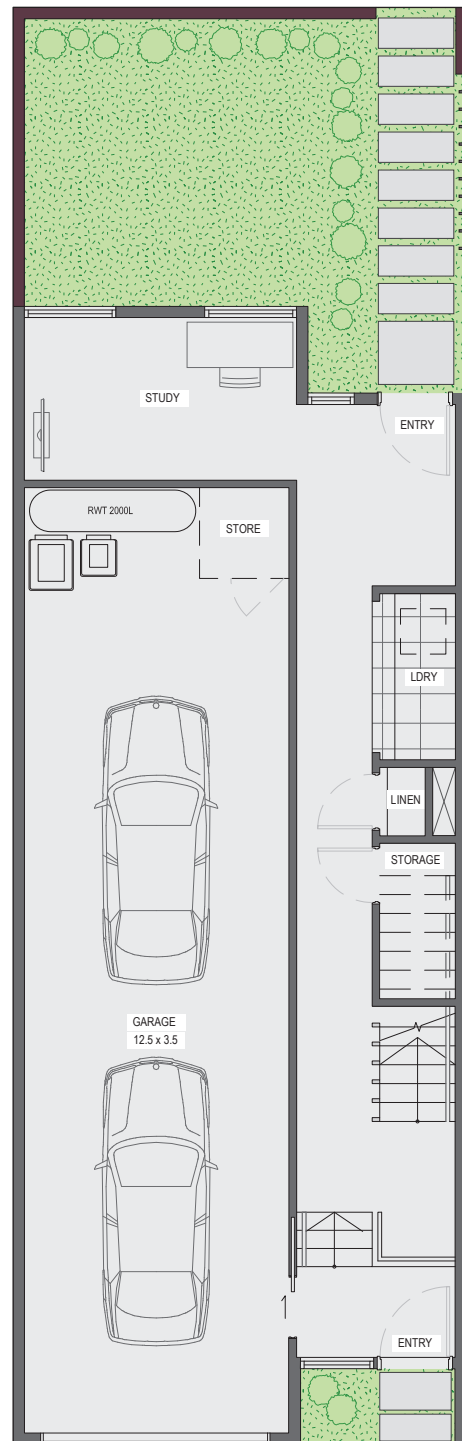 STUDY
ENTRY
RWT 2000L
STORE
LDRY
LINEN
STORAGE
GARAGE
12.5 x 3.5
1
ENTRY